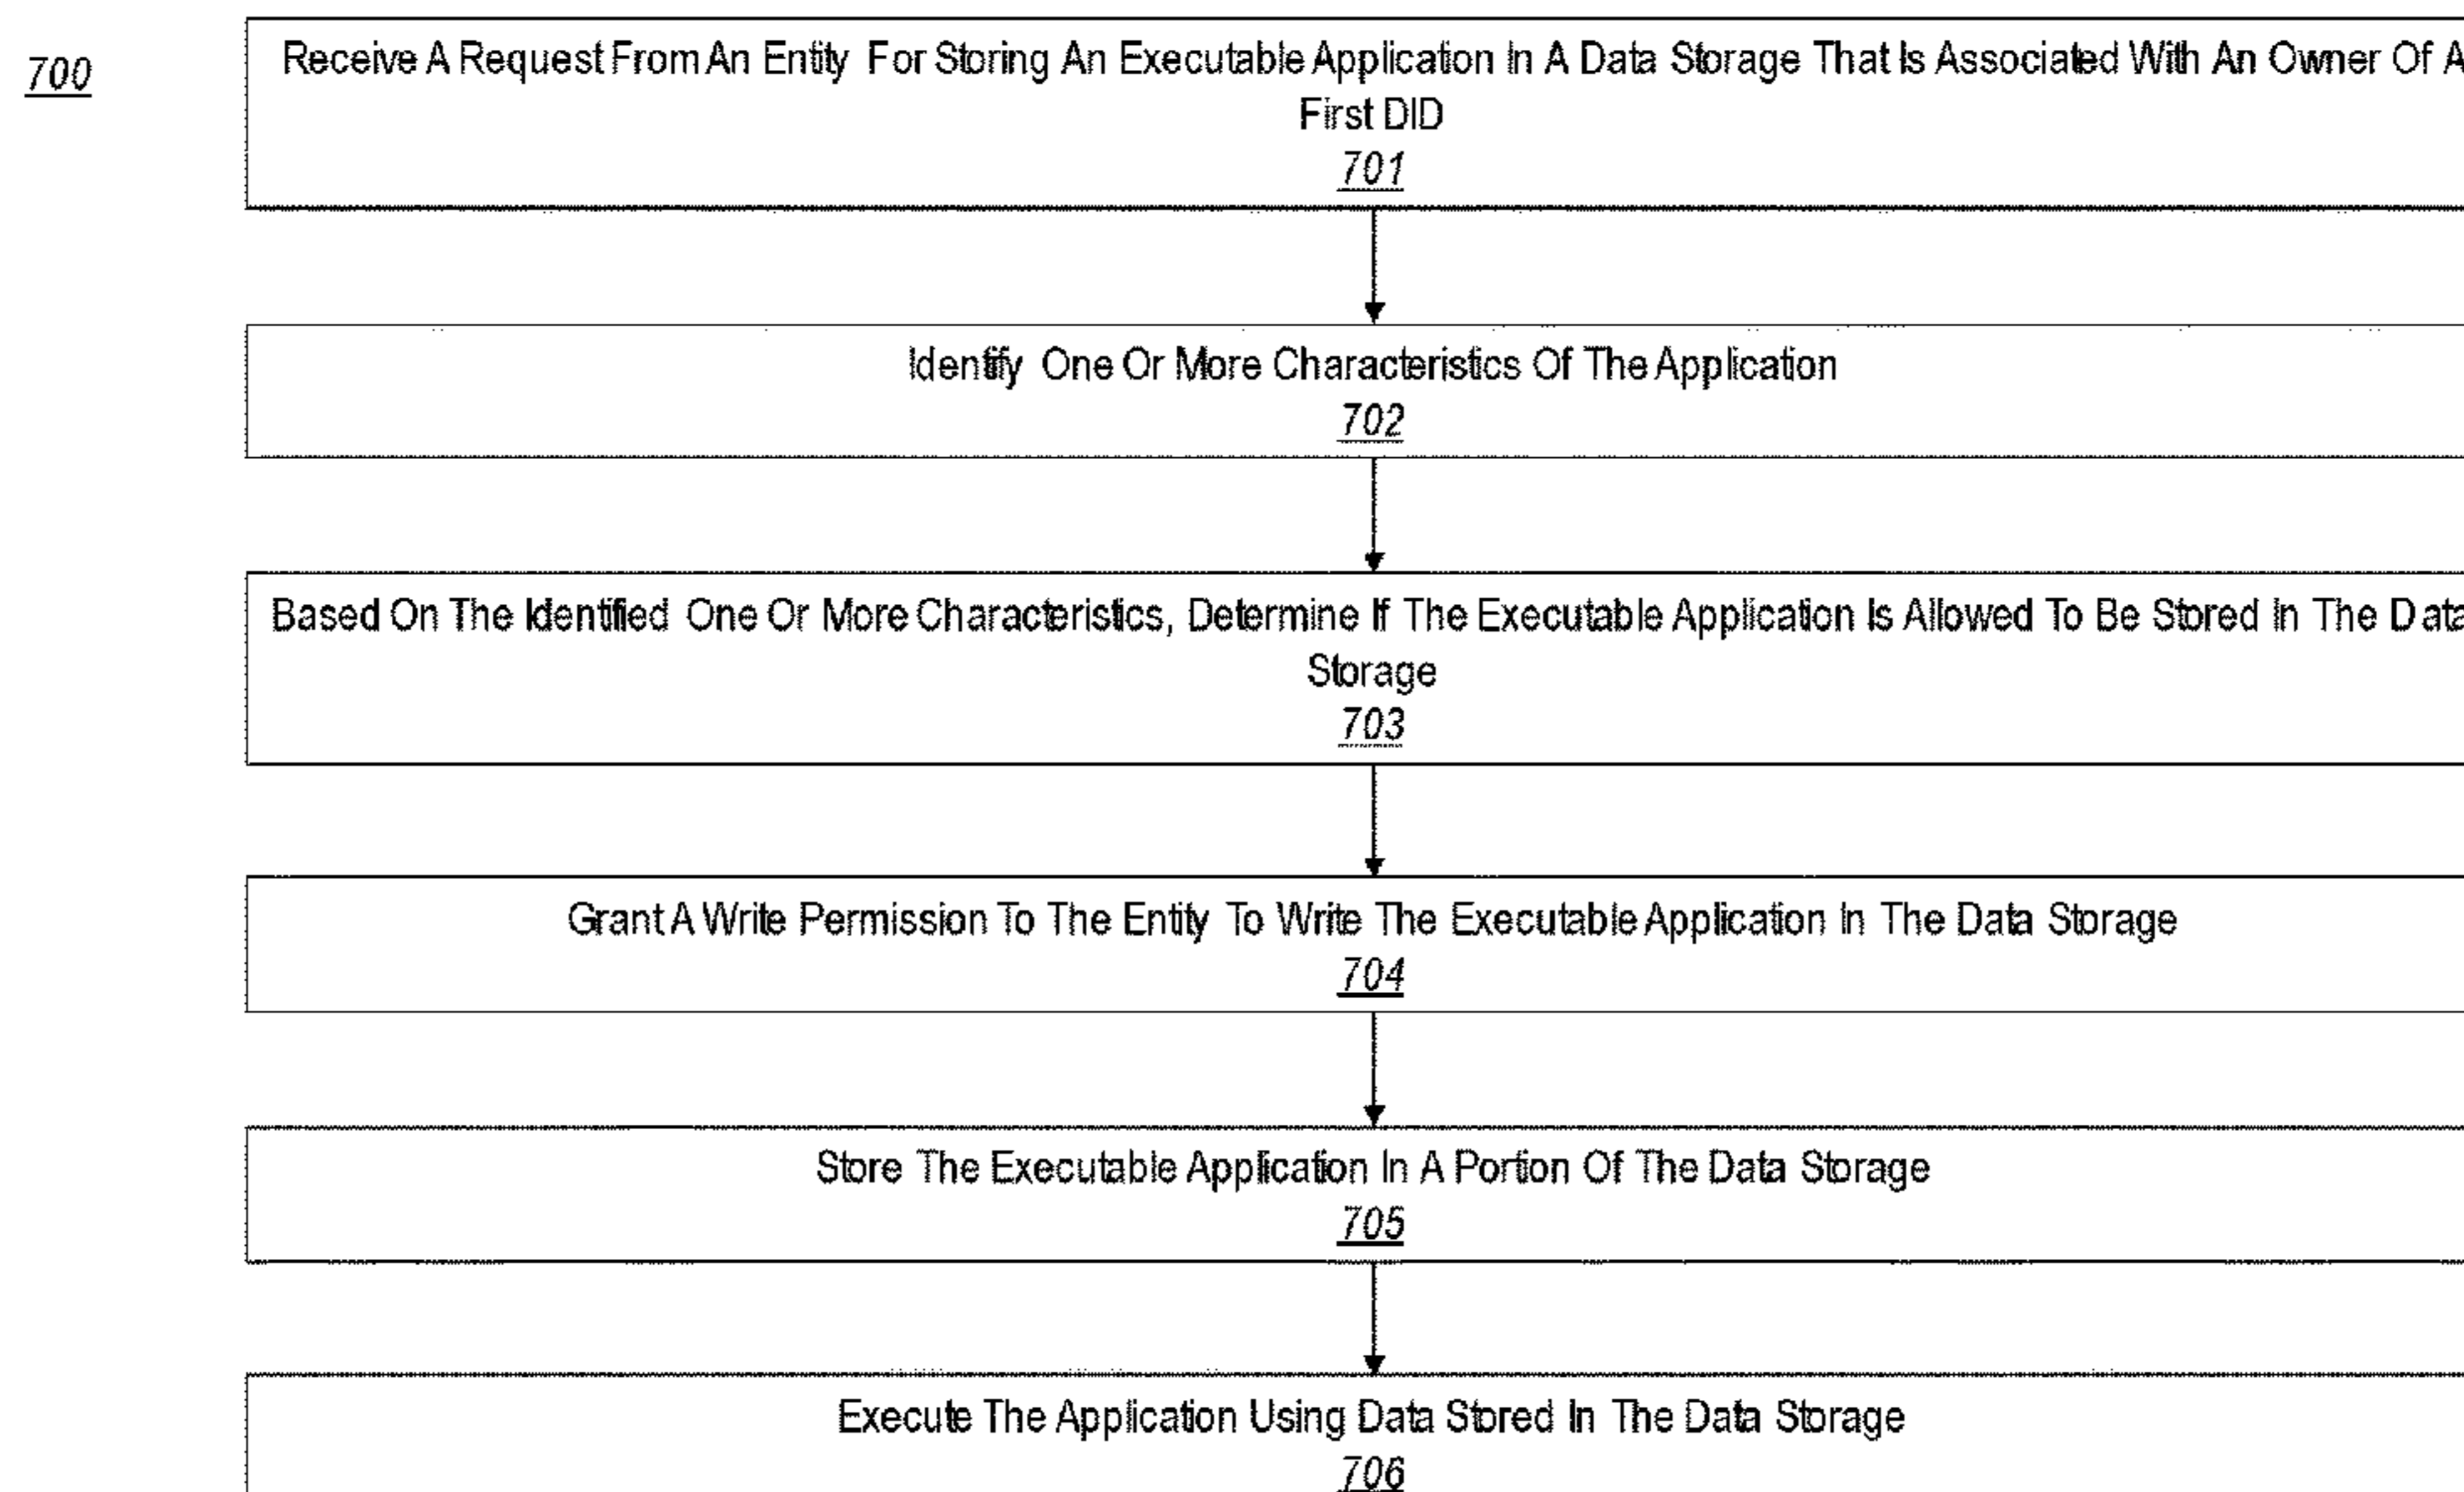 700
Receive A Request From An Entity For Storing An Executable Application In A Data Storage That Is Associated With An Owner Of A
First DID
701
Identify One Or More Characteristics Of The Application
702
Based On The Identified One Or More Characteristics, Determine If The Executable Application Is Allowed To Be Stored In The Data
Storage
703
Grant A Write Permission To The Entity To Write The Executable Application In The Data Storage
704
Store The Executable Application In A Portion Of The Data Storage
705
Execute The Application Using Data Stored In The Data Storage
706